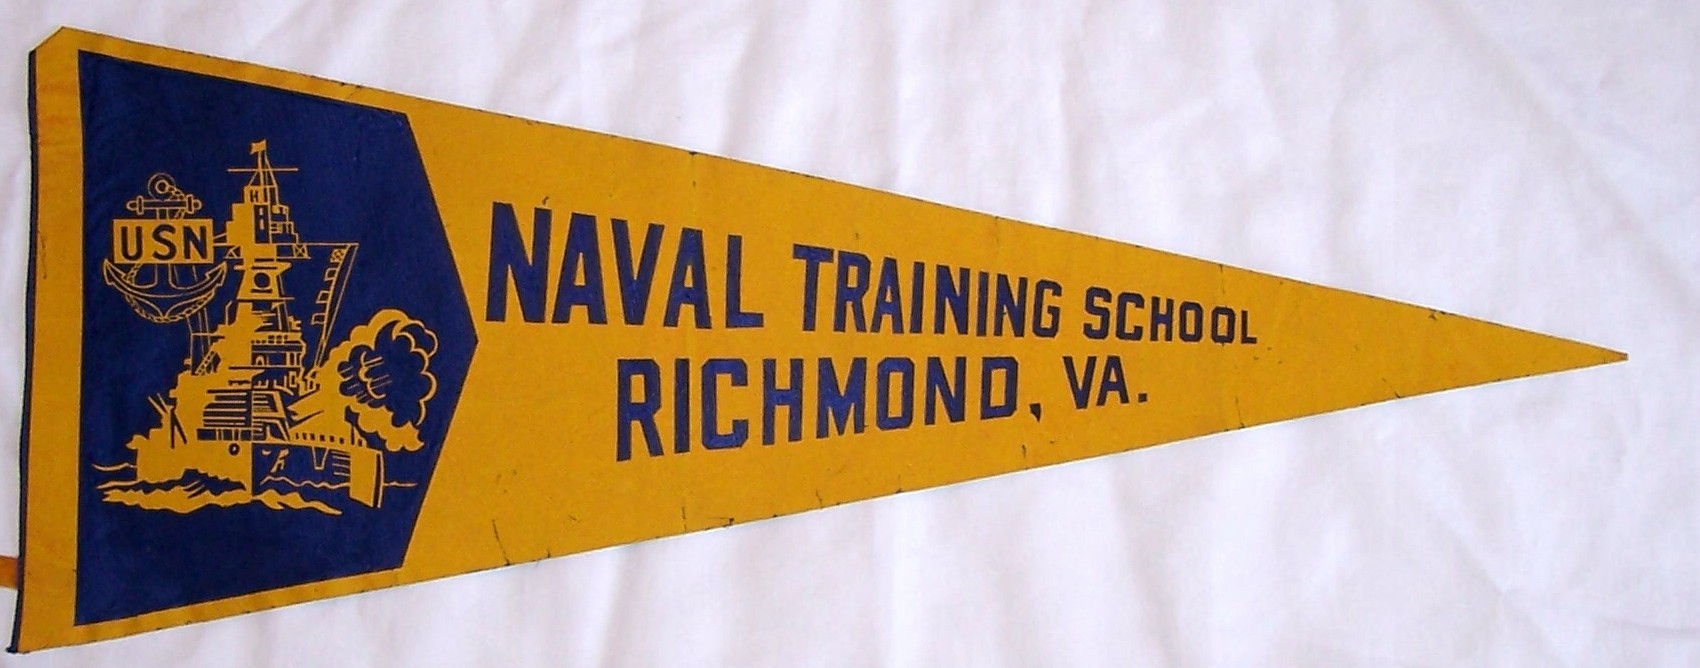 USN
NAVAL TRAINING SCHOOL
RICHMOND, VA.